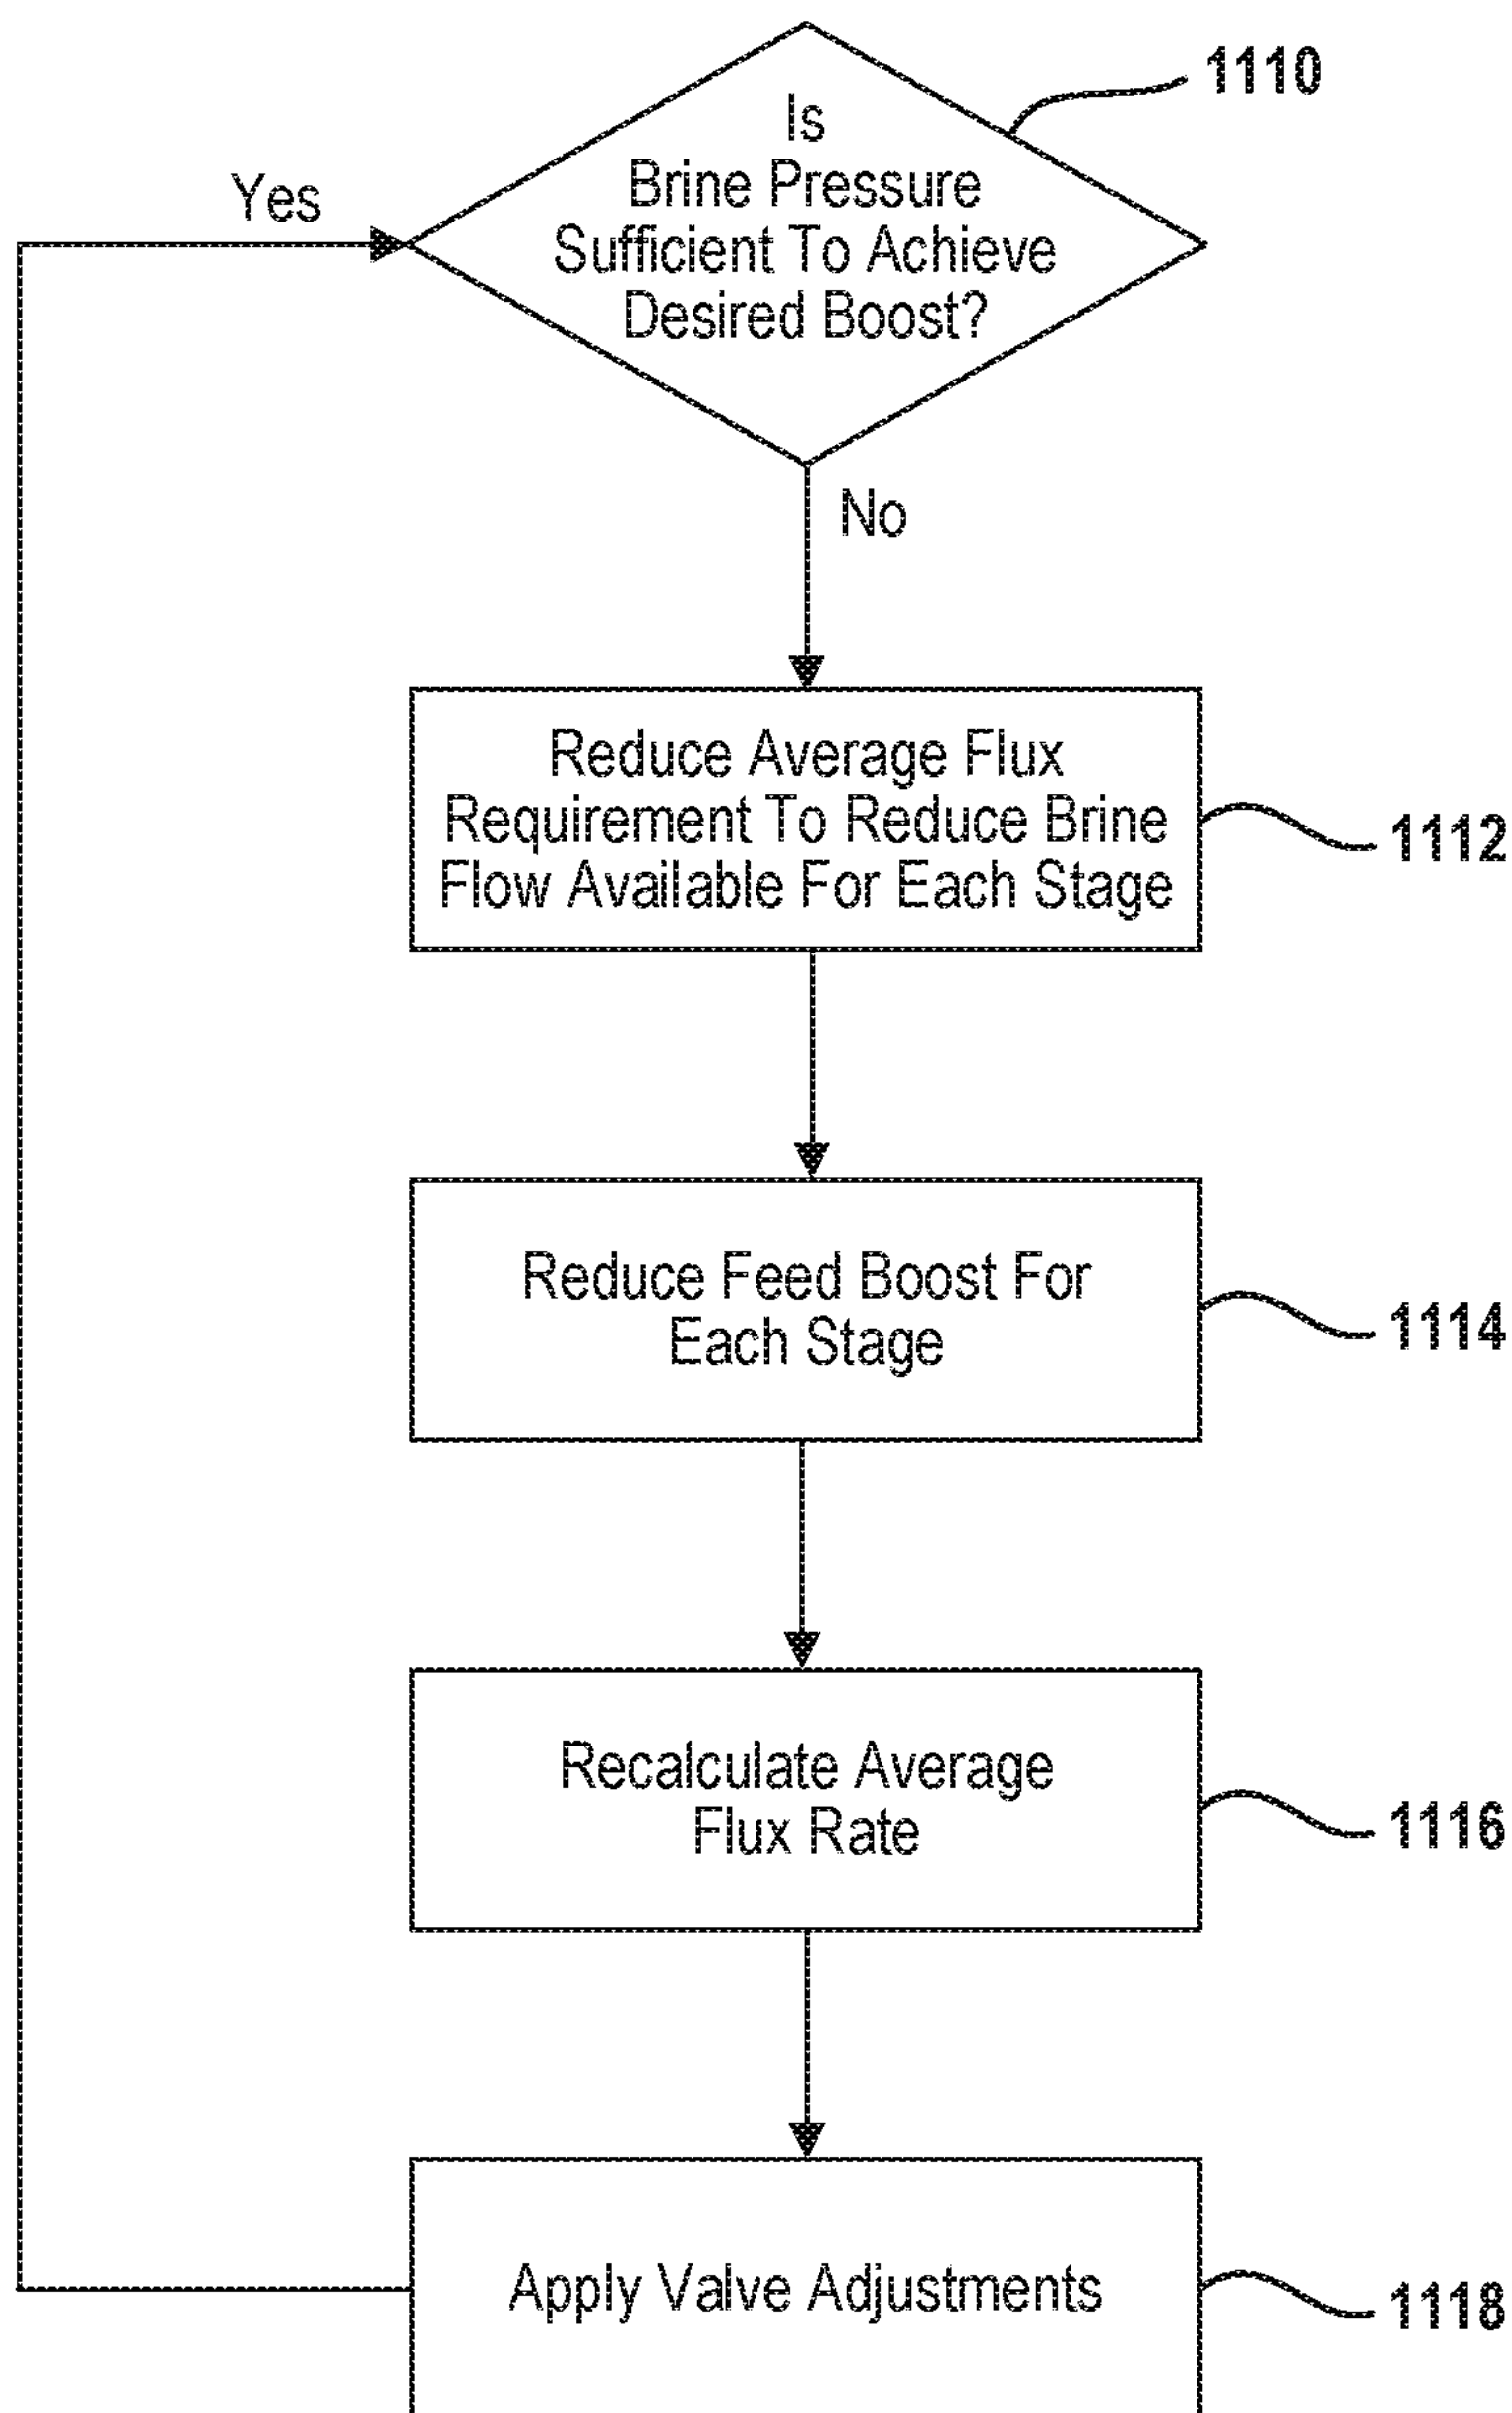 1110
Is
Brine Pressure
Sufficient To Achieve
Desired Boost?
Yes
No
Reduce Average Flux
Requirement To Reduce Brine
Flow Available For Each Stage
1112
Reduce Feed Boost For
Each Stage
1114
Recalculate Average
Flux Rate
1116
Apply Valve Adjustments
1118